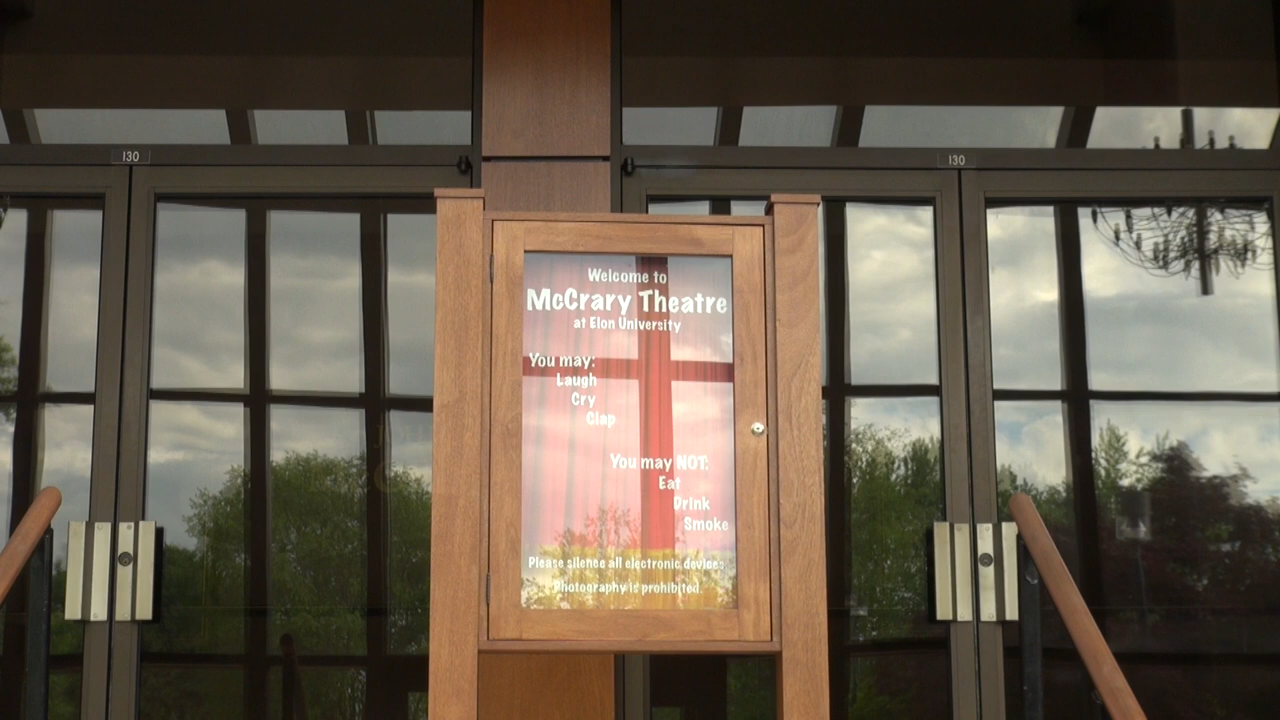 130
130
Welcome to
McCrary Theatre
at Elon University
You may:
Laugh
Cry
Clap
You may NOT:
Eat
Drink
Smoke
Please silence all electronic devices
Photography is prohibited.